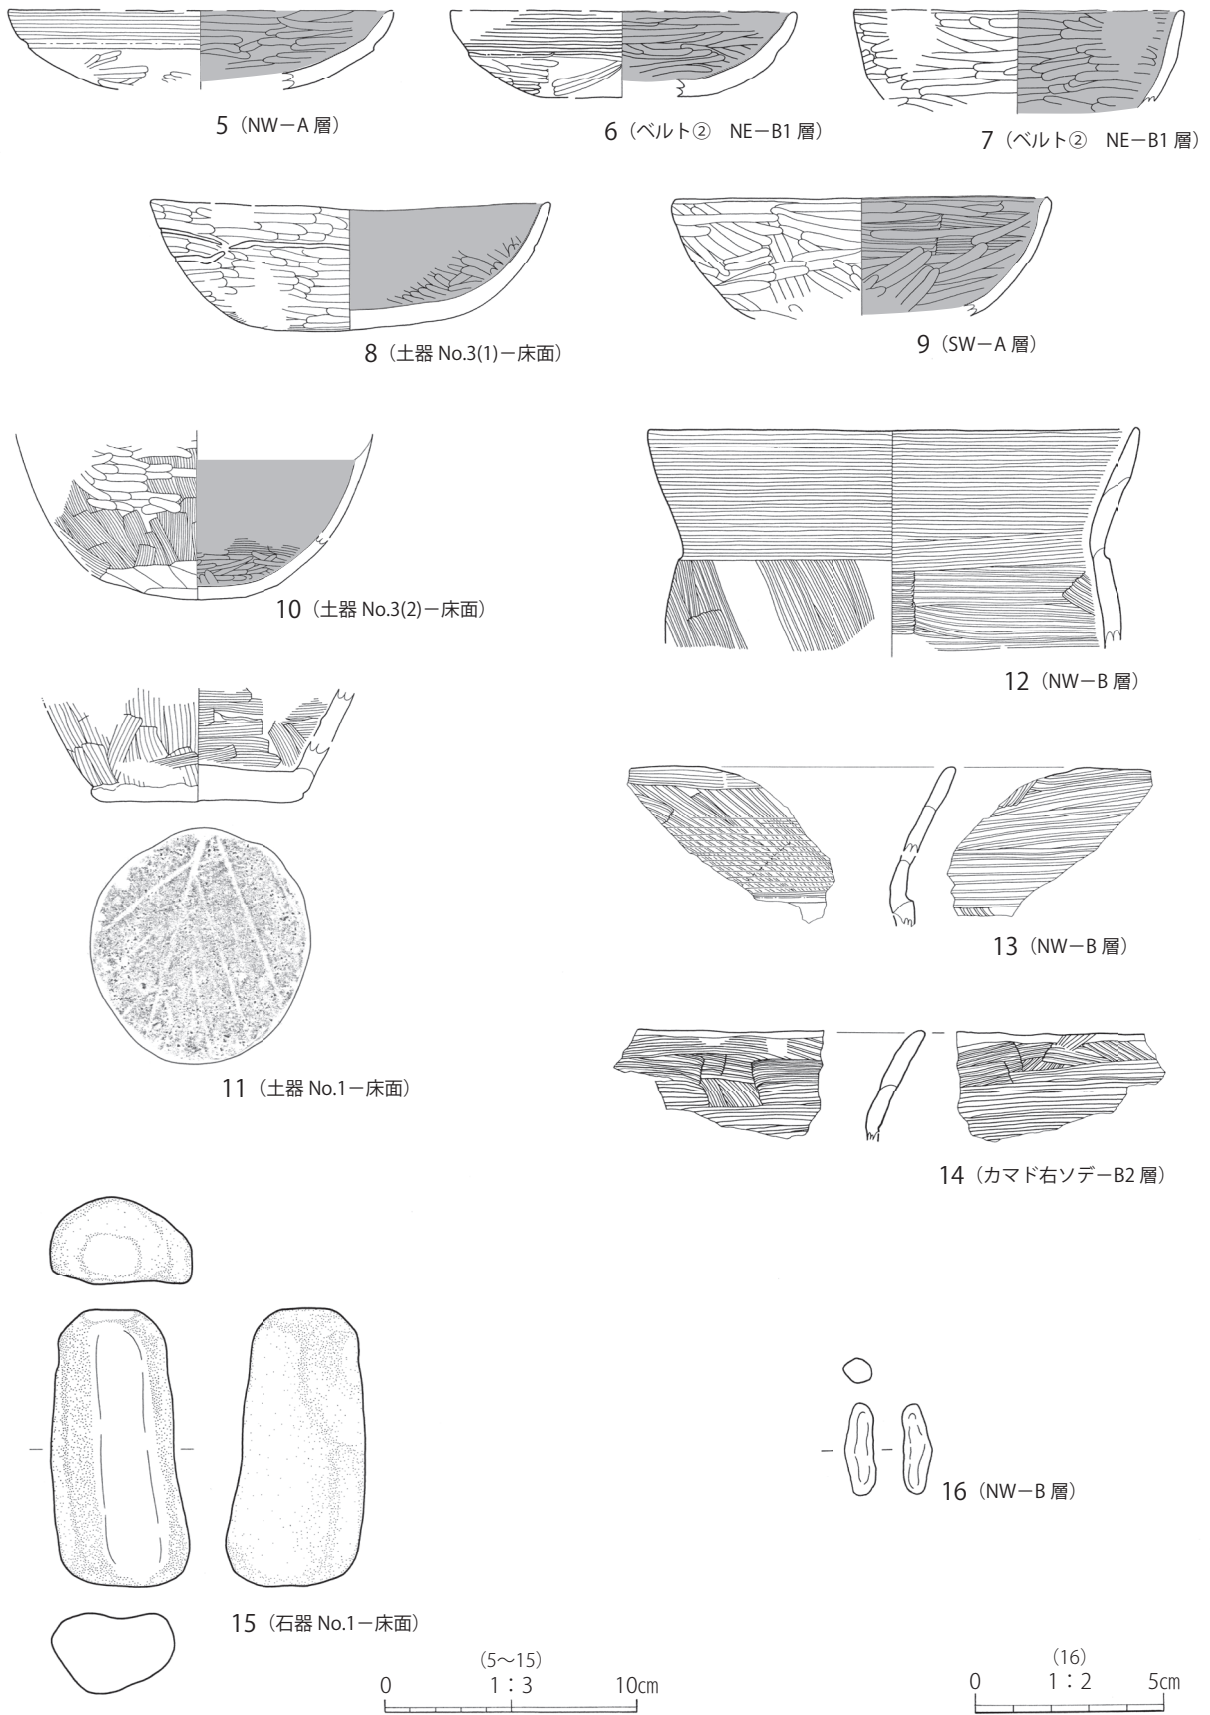 5（NW－A 層）
6（ベルト②　NE－B1 層）
7（ベルト②　NE－B1 層）
8（土器 No.3(1)－床面）
9（SW－A 層）
10（土器 No.3(2)－床面）
12（NW－B 層）
13（NW－B 層）
11（土器 No.1－床面）
14（カマド右ソデ－B2 層）
16（NW－B 層）
15（石器 No.1－床面）
（5～15）
0 1：3 10㎝
（16）
0 1：2 5㎝